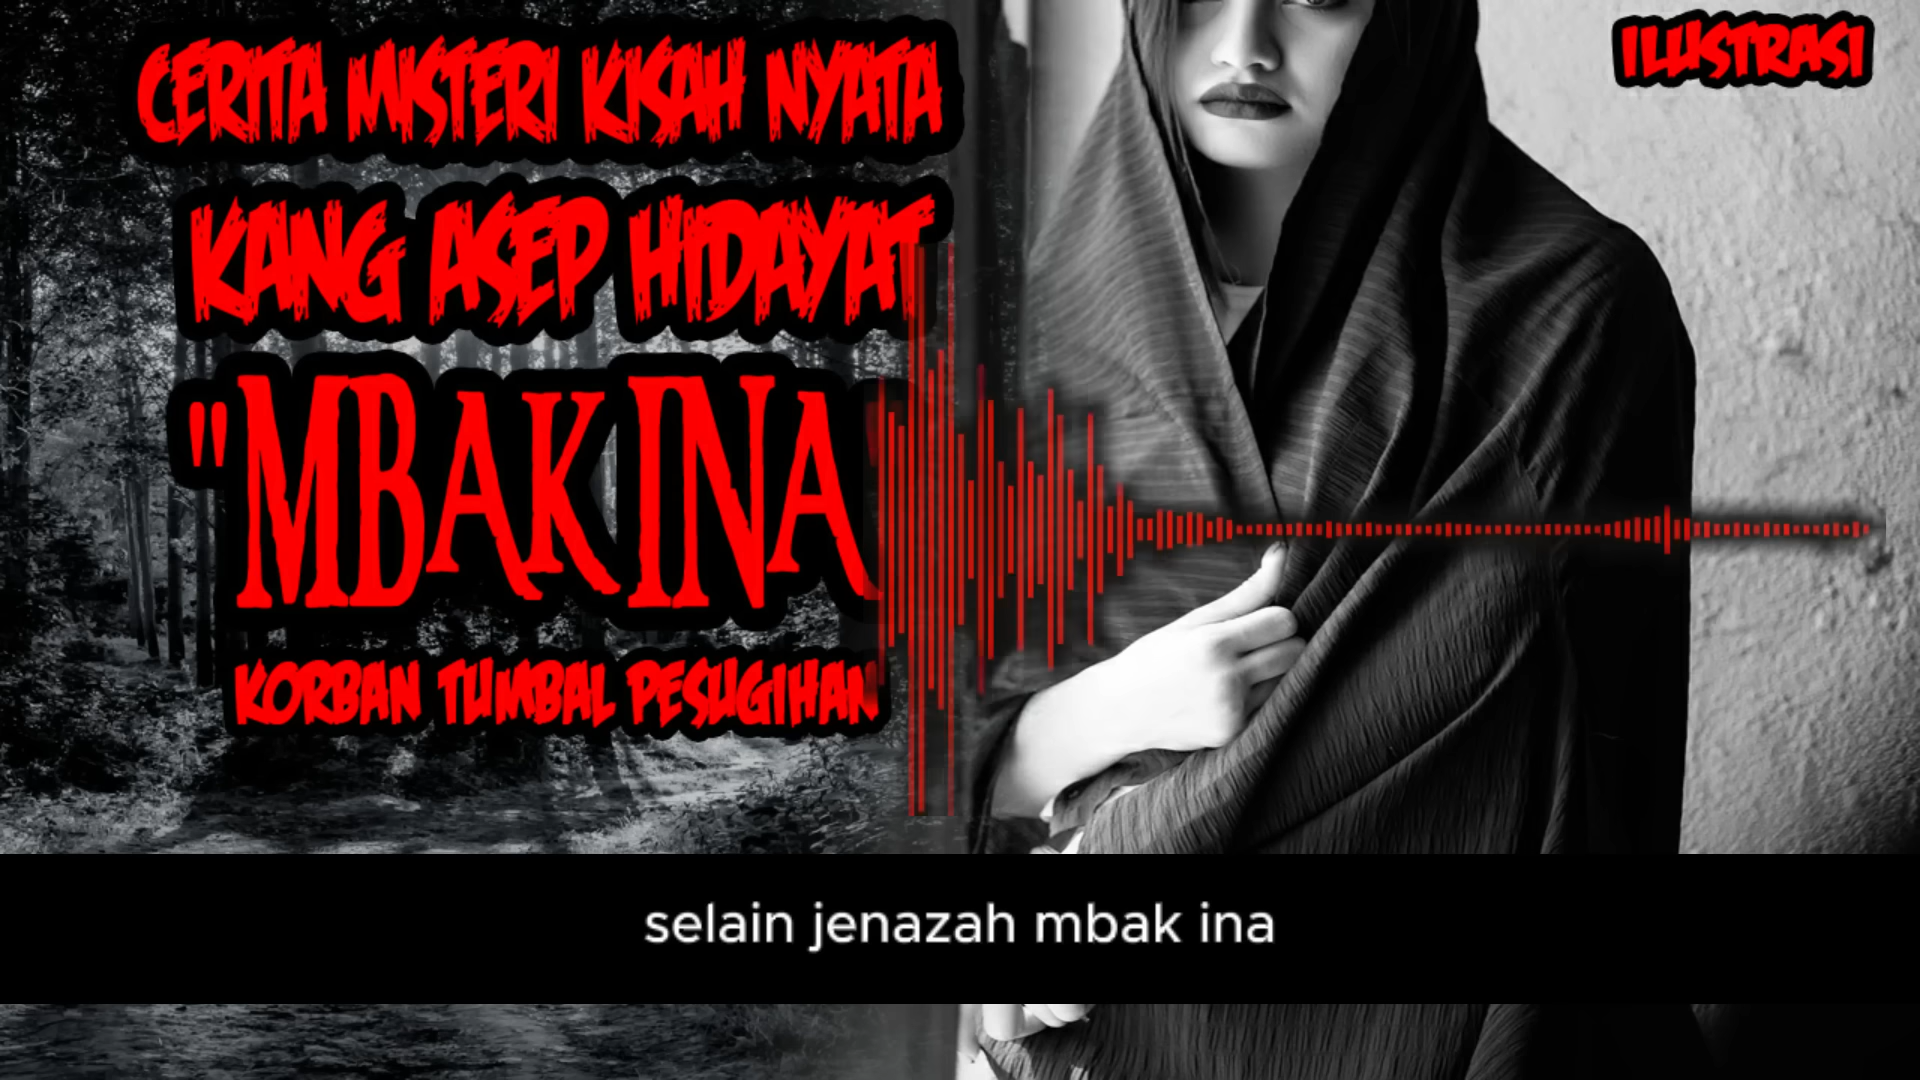 CERITA MISTERI KISAH NYATA
ILUSTRASI
KANG ASEP HIDAYAT
"MBAK INA
KORBAN TUMBAL PESUGIHAN"
selain jenazah mbak ina